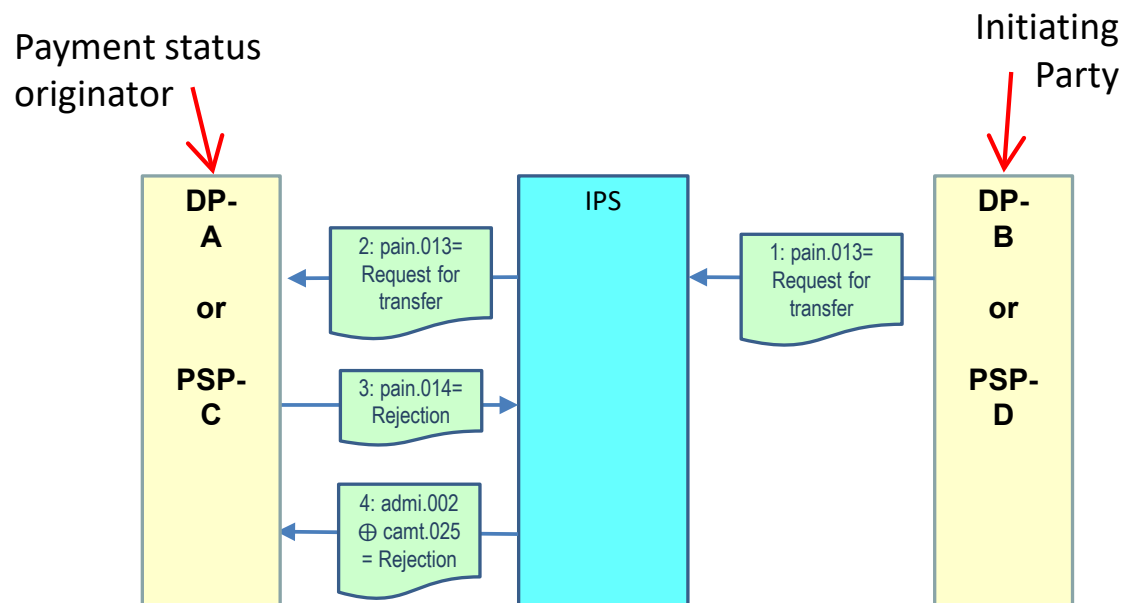 Payment status
originator
Initiating
Party
DP-
A
or
PSP-
C
IPS
DP-
B
or
PSP-
D
1: pain.013=
Request for
transfer
2: pain.013=
Request for
transfer
3: pain.014=
Rejection
4: admi.002
⊕ camt.025
= Rejection